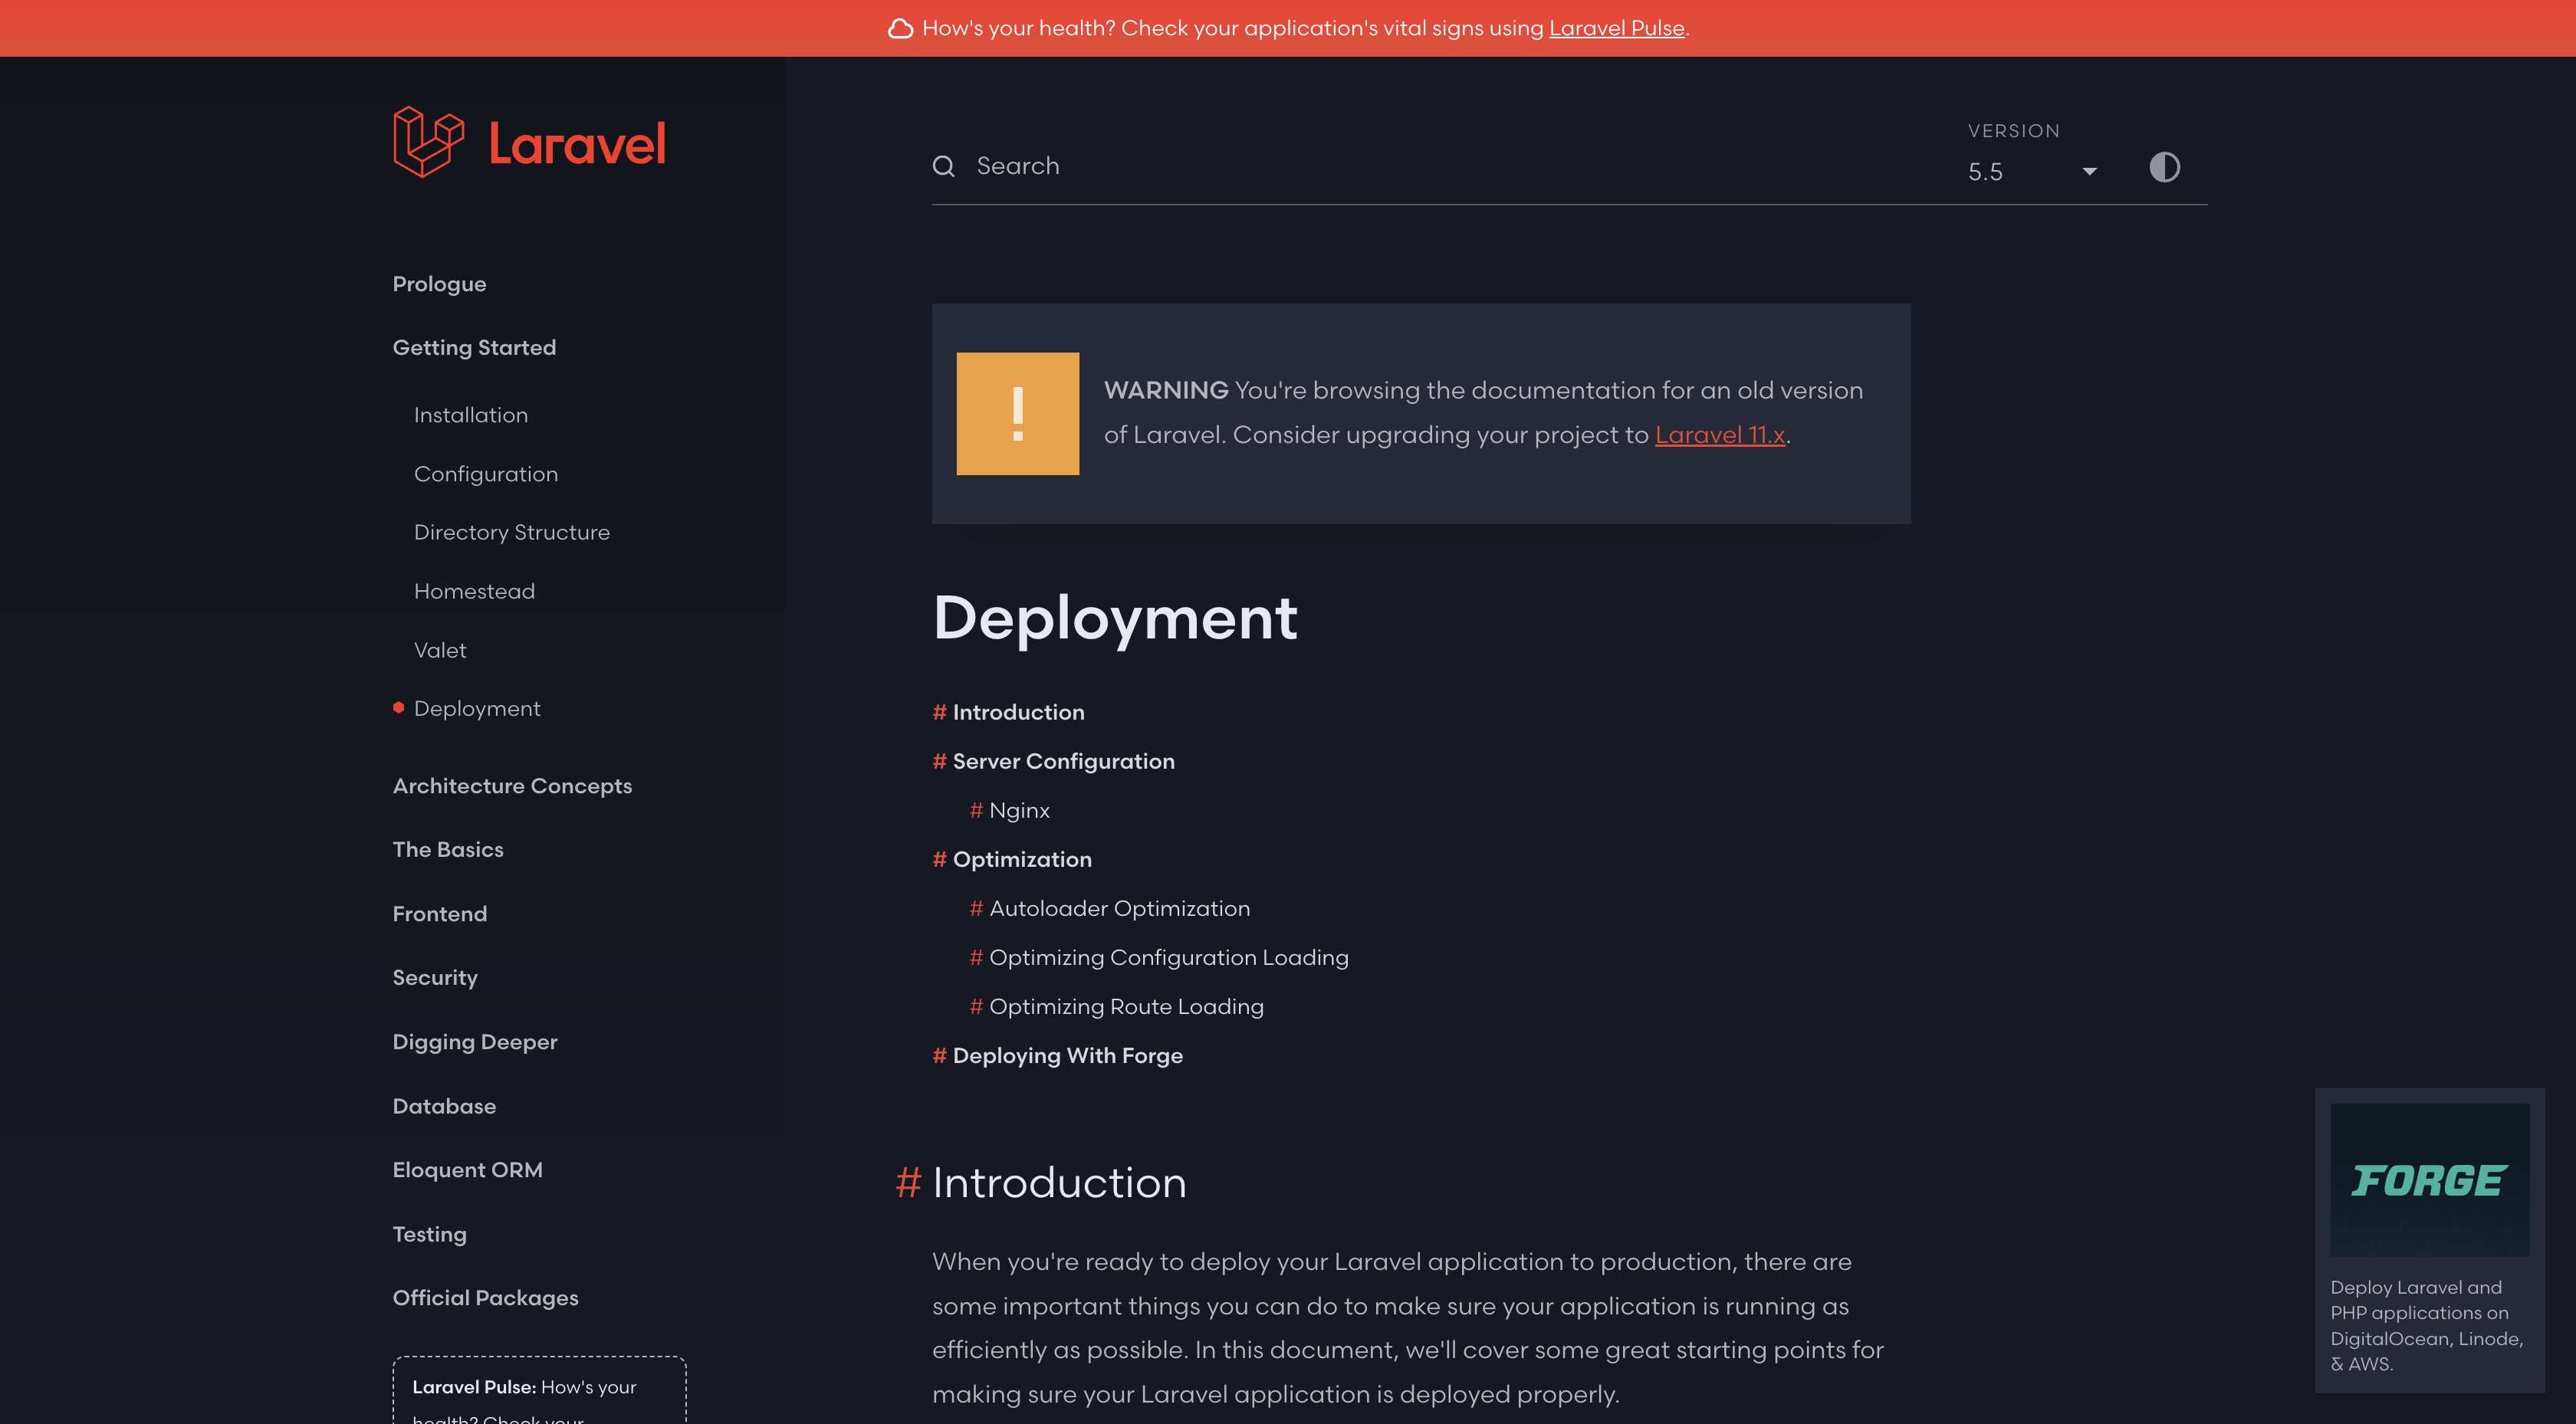 How's your health? Check your application's vital signs using Laravel Pulse.
Laravel
Prologue
Getting Started
Installation
Configuration
Directory Structure
Homestead
Valet
Deployment
Architecture Concepts
The Basics
Frontend
Security
Digging Deeper
Database
Eloquent ORM
Testing
Official Packages
Laravel Pulse: How's your
health? Check your
Search
VERSION
5.5
!
WARNING You're browsing the documentation for an old version
of Laravel. Consider upgrading your project to Laravel 11.x.
Deployment
# Introduction
# Server Configuration
# Nginx
# Optimization
# Autoloader Optimization
# Optimizing Configuration Loading
# Optimizing Route Loading
# Deploying With Forge
# Introduction
When you're ready to deploy your Laravel application to production, there are
some important things you can do to make sure your application is running as
efficiently as possible. In this document, we'll cover some great starting points for
making sure your Laravel application is deployed properly.
FORGE
Deploy Laravel and
PHP applications on
DigitalOcean, Linode,
& AWS.